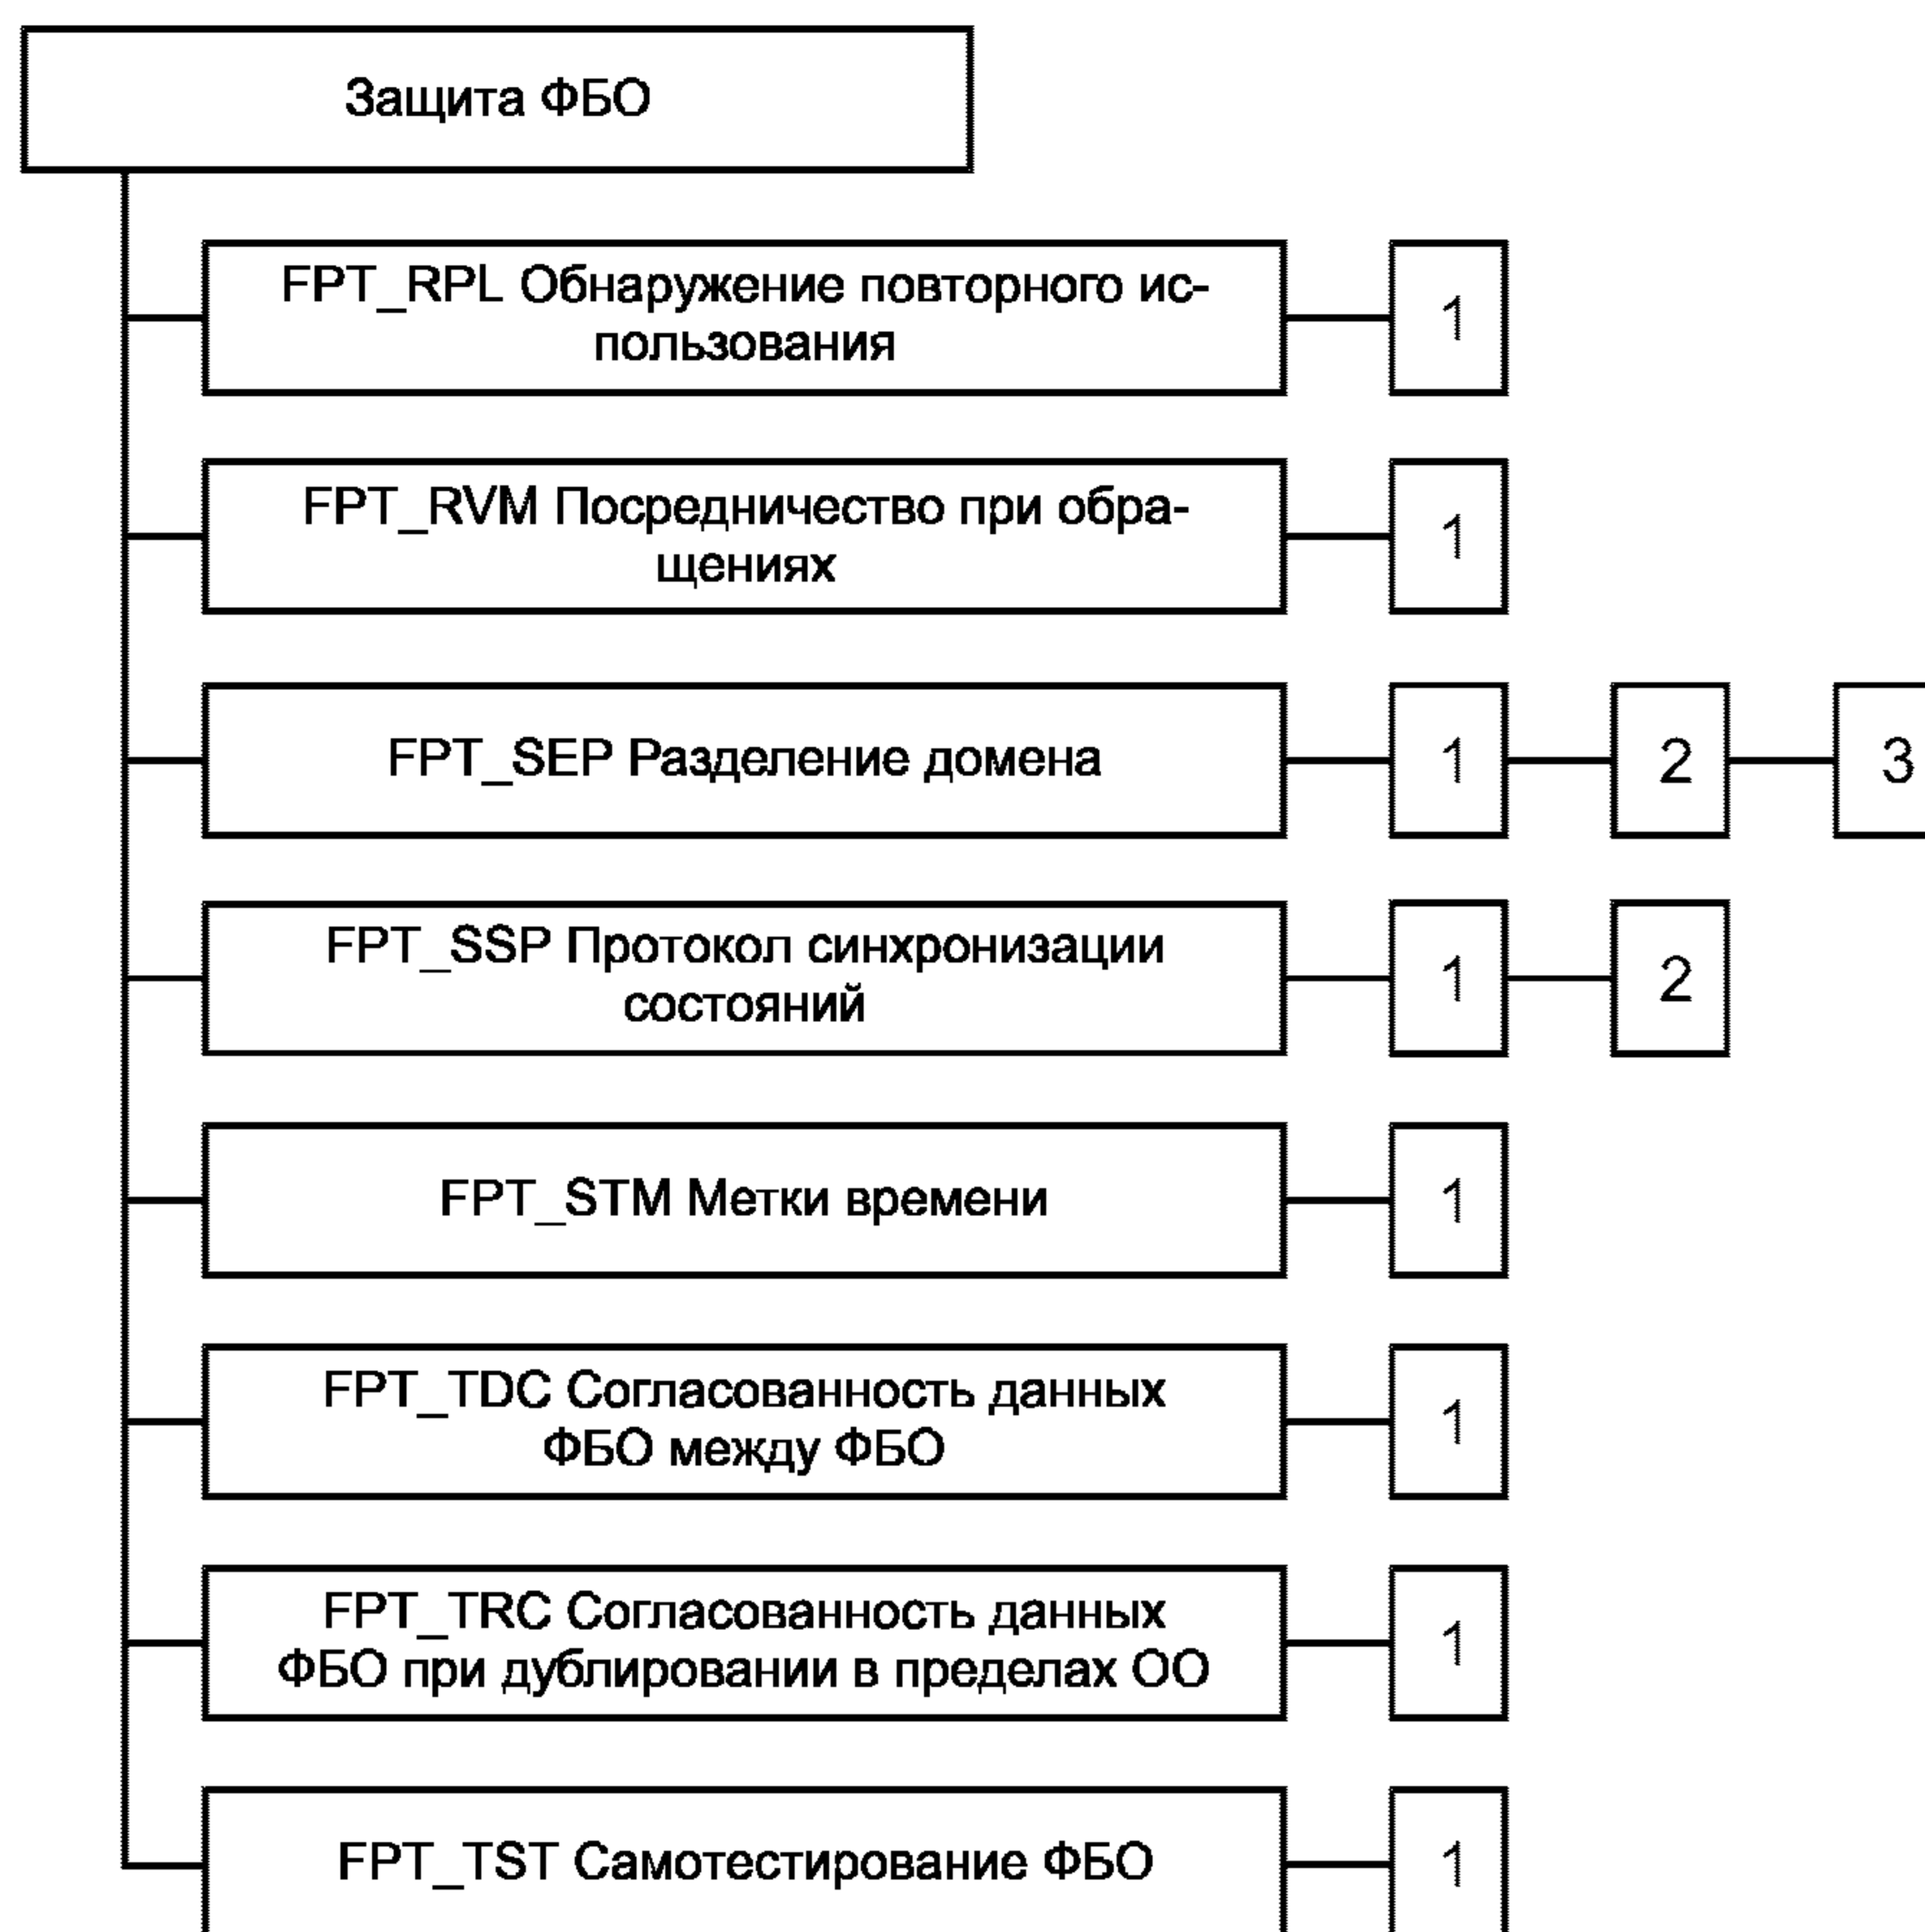 Защита ФБО
FPT_RPL Обнаружение повторного ис-
пользования
1
FPT_RVM Посредничество при обра-
щениях
1
FPT_SEP Разделение домена
1
2
3
FPT_SSP Протокол синхронизации
состояний
1
2
FPT_STM Метки времени
1
FPT_TDC Согласованность данных
ФБО между ФБО
1
FPT_TRC Согласованность данных
ФБО при дублировании в пределах ОО
1
FPT_TST Самотестирование ФБО
1